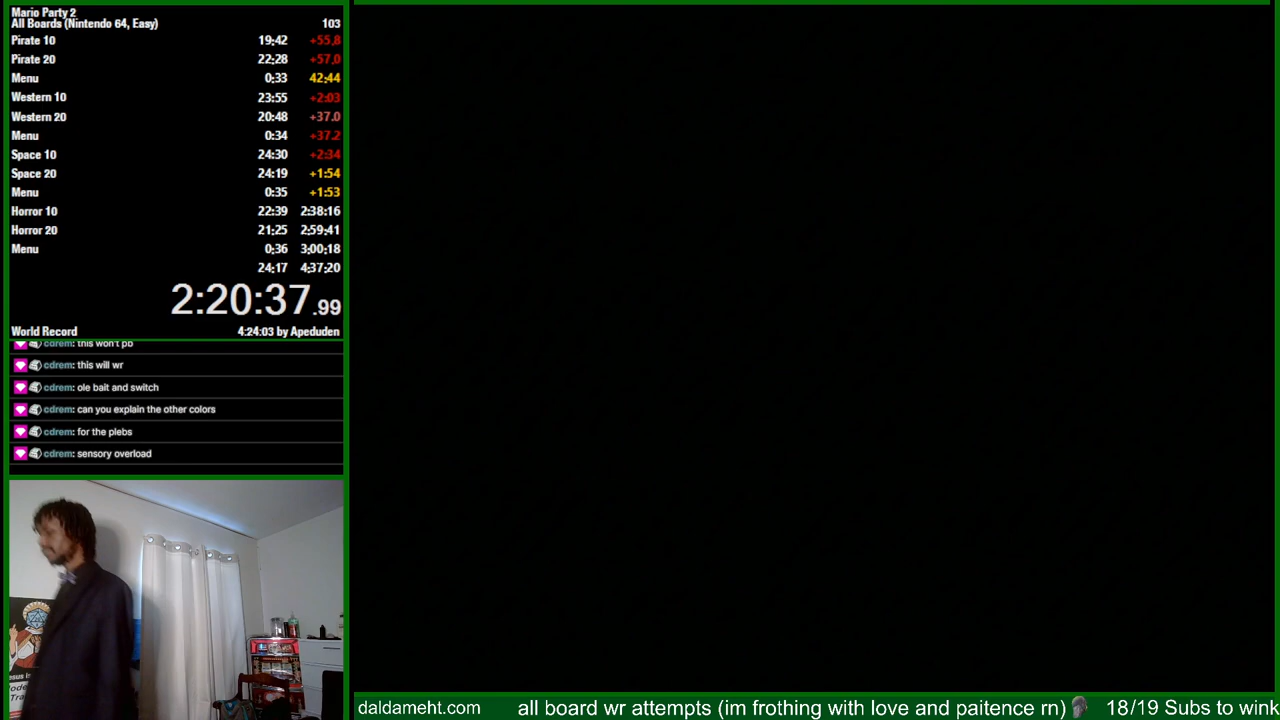 Mario Party 2
All Boards (Nintendo 64, Easy) 103
Pirate 10 19:42 +55.8
Pirate 20 22:28 +57.0
Menu 0:33 42:44
Western 10 23:55 +2:03
Western 20 20:48 +37.0
Menu 0:34 +37.2
Space 10 24:30 +2:34
Space 20 24:19 +1:54
Menu 0:35 +1:53
Horror 10 22:39 2:38:16
Horror 20 21:25 2:59:41
Menu 0:36 3:00:18
24:17 4:37:20
2:20:37.99
World Record 4:24:03 by Apeduden
cdrem: this won't pb
cdrem: this will wr
cdrem: ole bait and switch
cdrem: can you explain the other colors
cdrem: for the plebs
cdrem: sensory overload
daldameht.com all board wr attempts (im frothing with love and paitence rn) 18/19 Subs to wink